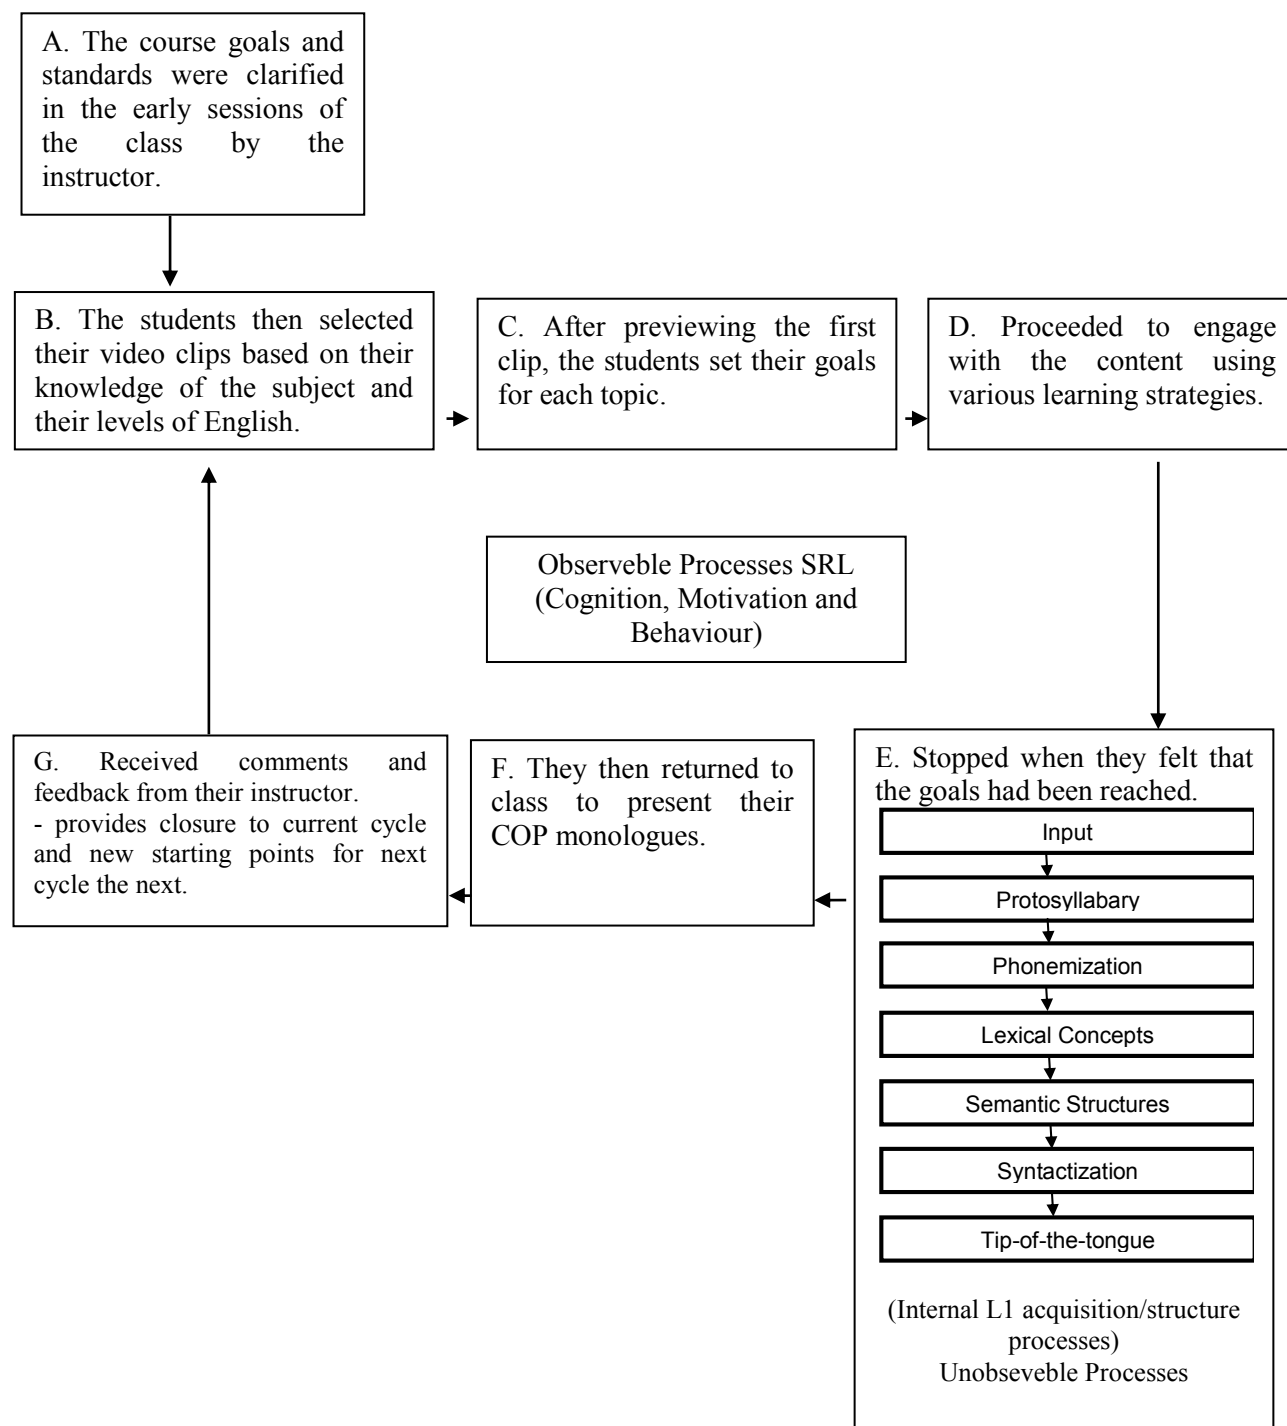 A. The course goals and
standards were clarified
in the early sessions of
the class by the
instructor.
B. The students then selected
their video clips based on their
knowledge of the subject and
their levels of English.
C. After previewing the first
clip, the students set their goals
for each topic.
D. Proceeded to engage
with the content using
various learning strategies.
Observeble Processes SRL
(Cognition, Motivation and
Behaviour)
E. Stopped when they felt that
the goals had been reached.
Input
Protosyllabary
Phonemization
Lexical Concepts
Semantic Structures
Syntactization
Tip-of-the-tongue
(Internal L1 acquisition/structure
processes)
Unobseveble Processes
F. They then returned to
class to present their
COP monologues.
G. Received comments and
feedback from their instructor.
- provides closure to current cycle
and new starting points for next
cycle the next.